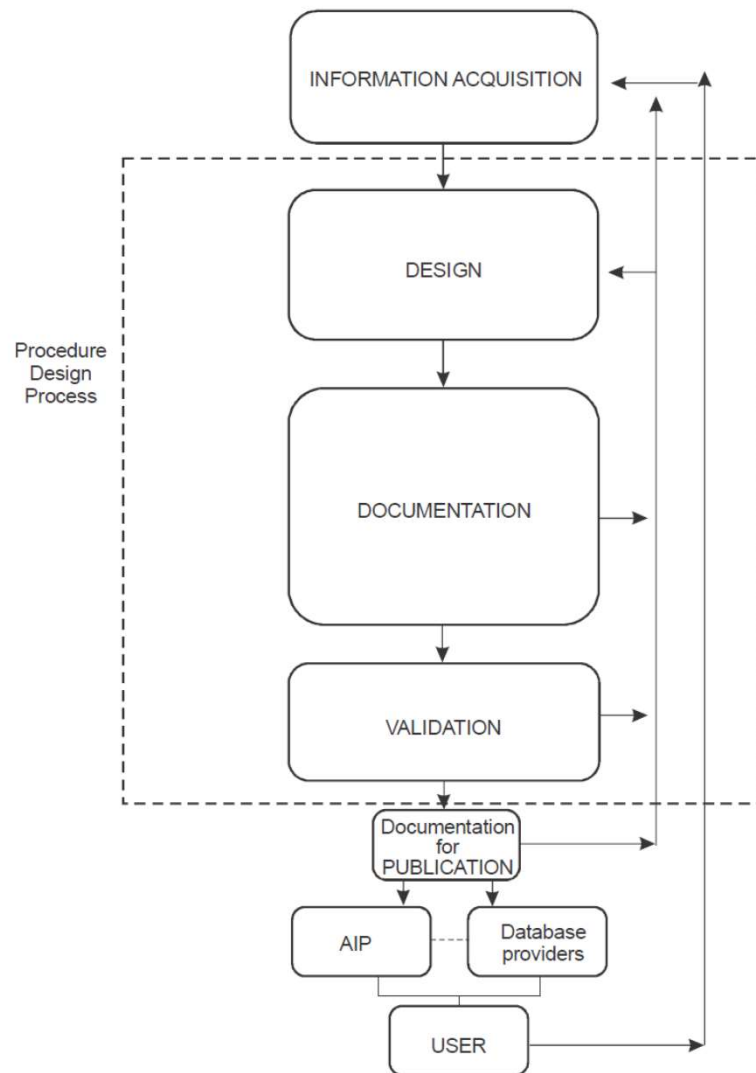 INFORMATION ACQUISITION
DESIGN
Procedure
Design
Process
DOCUMENTATION
VALIDATION
Documentation
for
PUBLICATION
AIP
Database
providers
USER